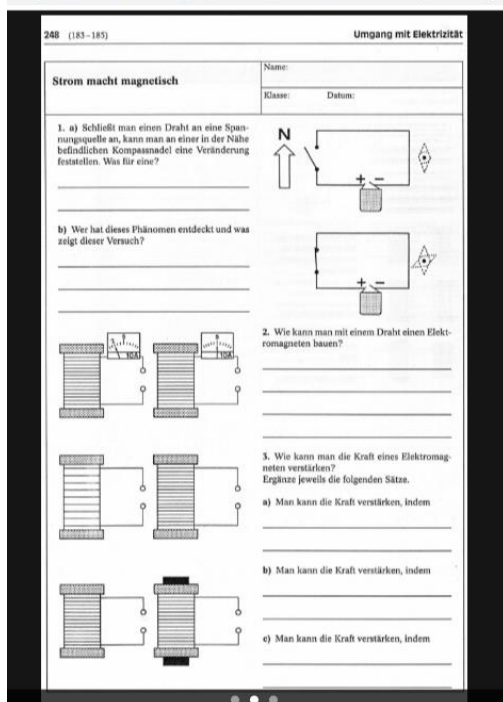 248 (183–185)
Umgang mit Elektrizität
Strom macht magnetisch
Name:
Klasse: Datum:
1. a) Schließt man einen Draht an eine Span-
nungsquelle an, kann man an einer in der Nähe
befindlichen Kompassnadel eine Veränderung
feststellen. Was für eine?
N
+ −
b) Wer hat dieses Phänomen entdeckt und was
zeigt dieser Versuch?
+ −
5
10A
5
10A
2. Wie kann man mit einem Draht einen Elekt-
romagneten bauen?
3. Wie kann man die Kraft eines Elektromag-
neten verstärken?
Ergänze jeweils die folgenden Sätze.
a) Man kann die Kraft verstärken, indem
b) Man kann die Kraft verstärken, indem
c) Man kann die Kraft verstärken, indem